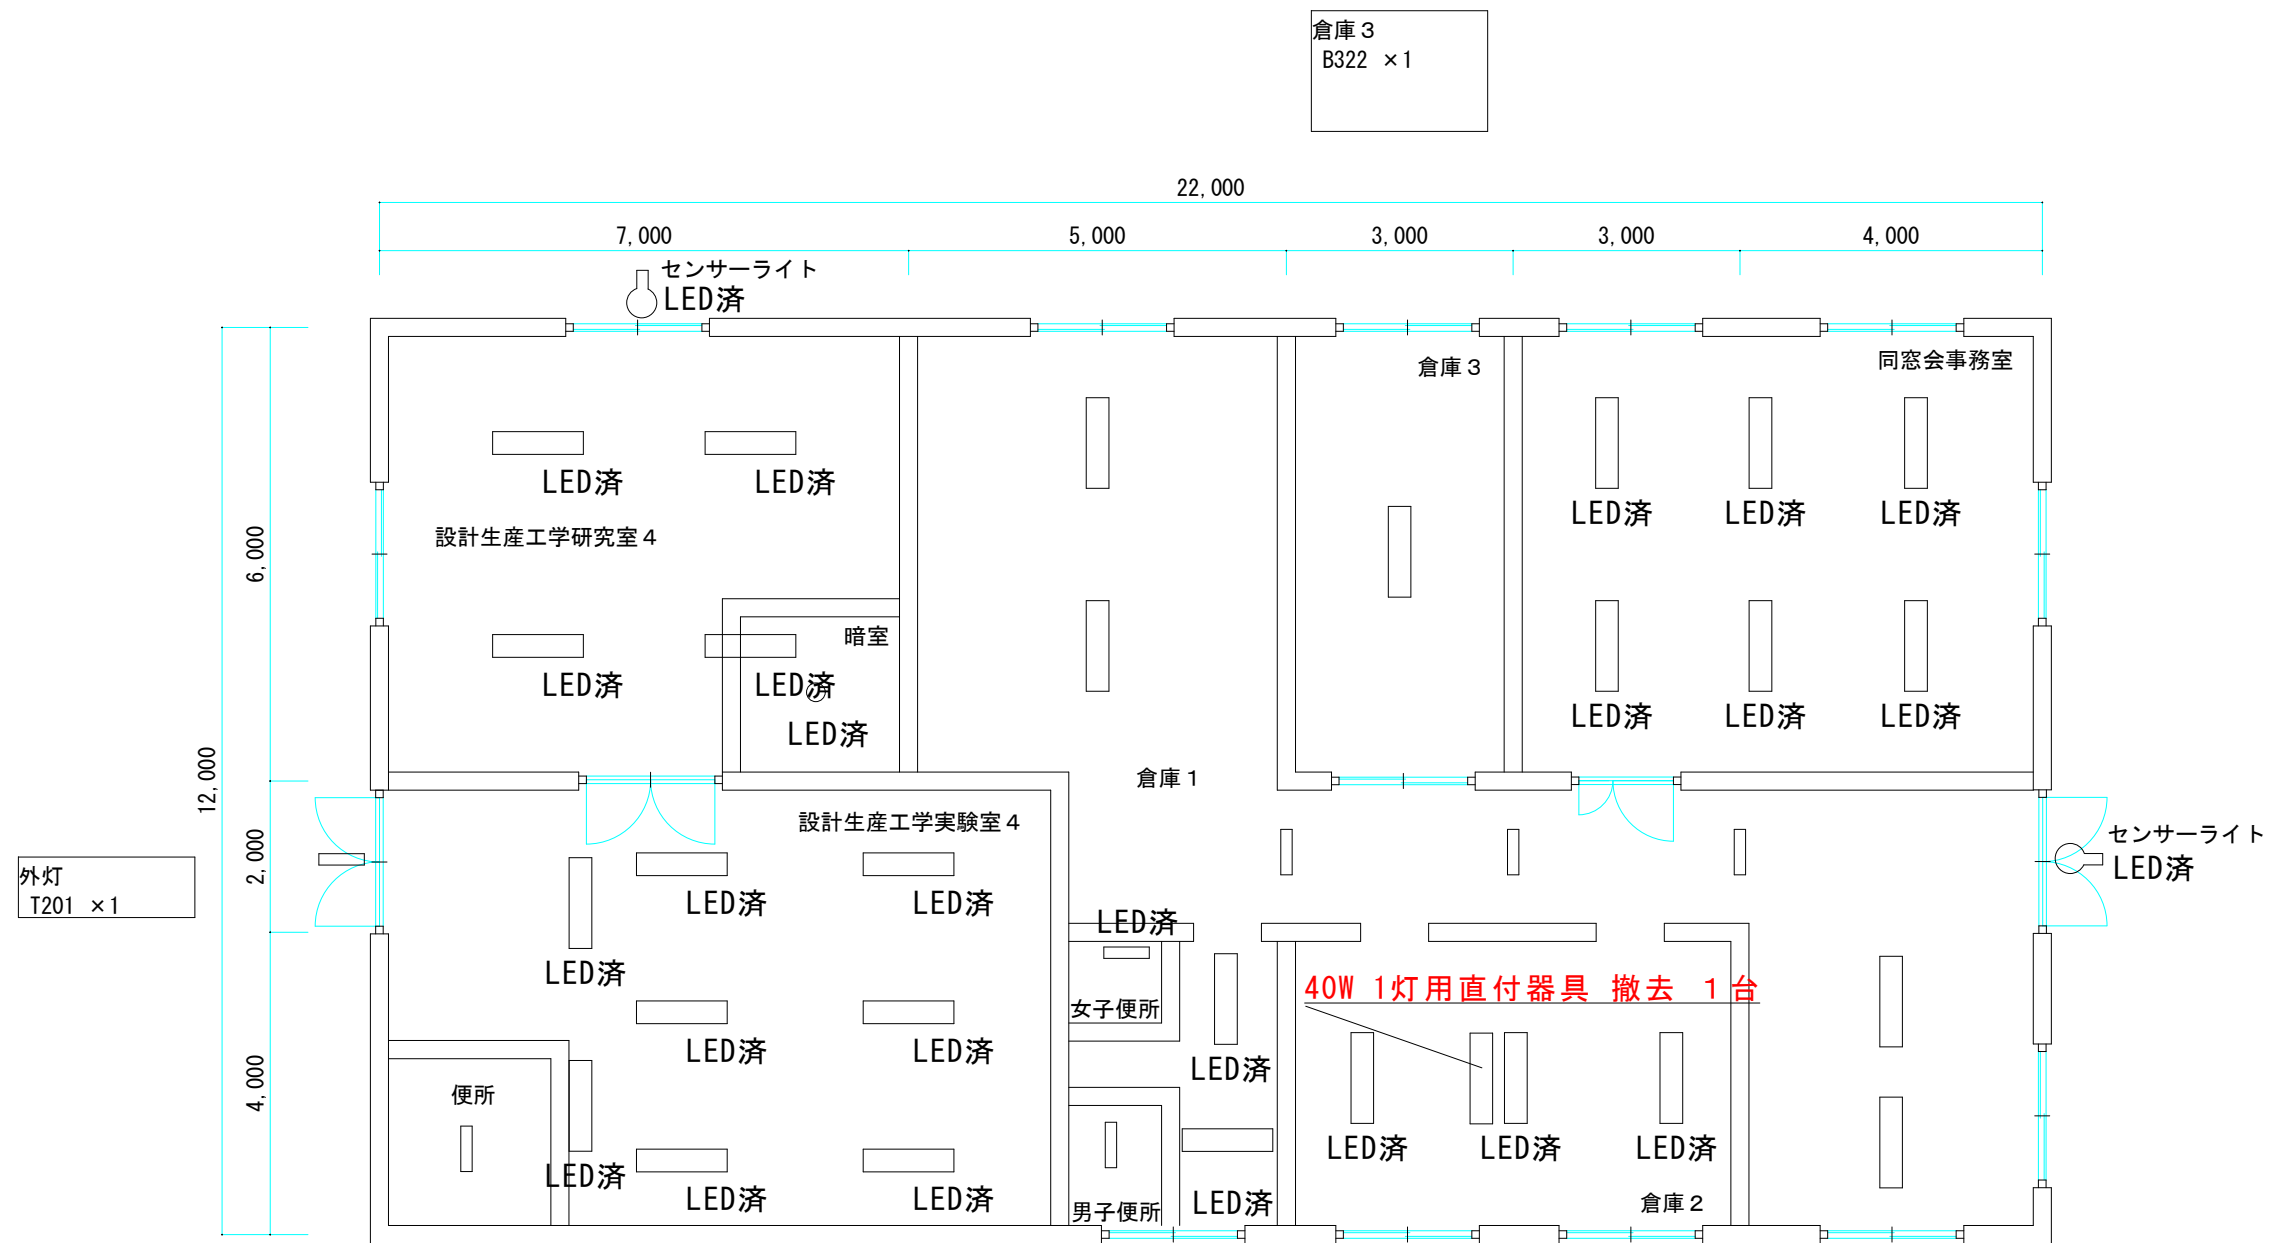 倉庫３
B322 ×1
22,000
7,000
5,000
3,000
3,000
4,000
センサーライト
LED済
倉庫３
同窓会事務室
LED済
LED済
LED済
LED済
LED済
設計生産工学研究室４
6,000
暗室
LED済
LED済
LED済
LED済
LED済
LED済
12,000
倉庫１
設計生産工学実験室４
センサーライト
LED済
2,000
外灯
T201 ×1
LED済
LED済
LED済
LED済
40W 1灯用直付器具 撤去 １台
女子便所
LED済
LED済
LED済
4,000
便所
LED済
LED済
LED済
LED済
LED済
LED済
LED済
男子便所
LED済
倉庫２